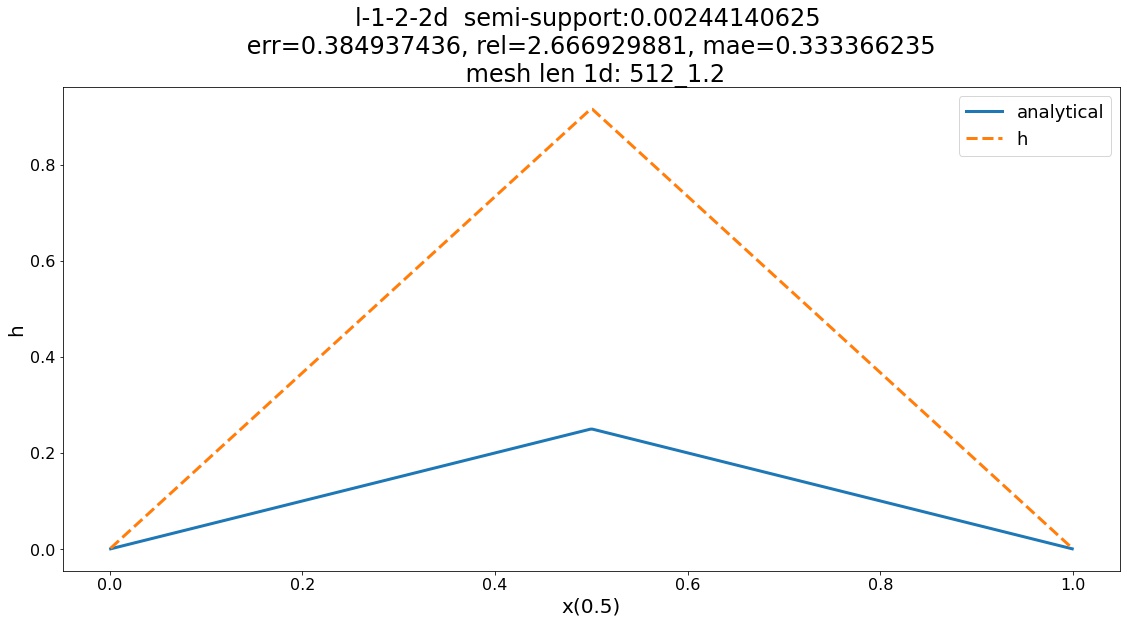 l-1-2-2d  semi-support:0.00244140625
err=0.384937436, rel=2.666929881, mae=0.333366235
mesh len 1d: 512_1.2
analytical
h
h
0.8
0.6
0.4
0.2
0.0
0.0
0.2
0.4
0.6
0.8
1.0
x(0.5)